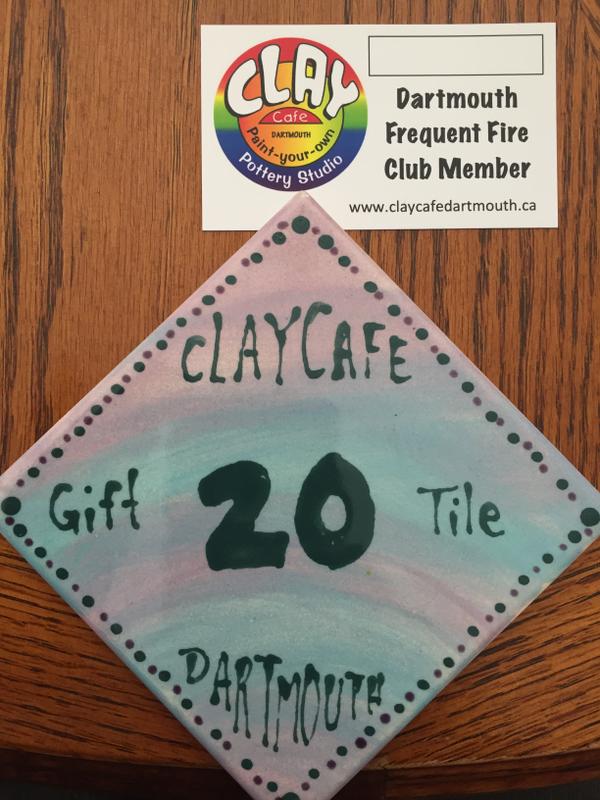 CLAY
Cafe
DARTMOUTH
Paint-your-own
Pottery Studio
Dartmouth
Frequent Fire
Club Member
www.claycafedartmouth.ca
CLAYCAFE
Gift 20 Tile
DARTMOUTH